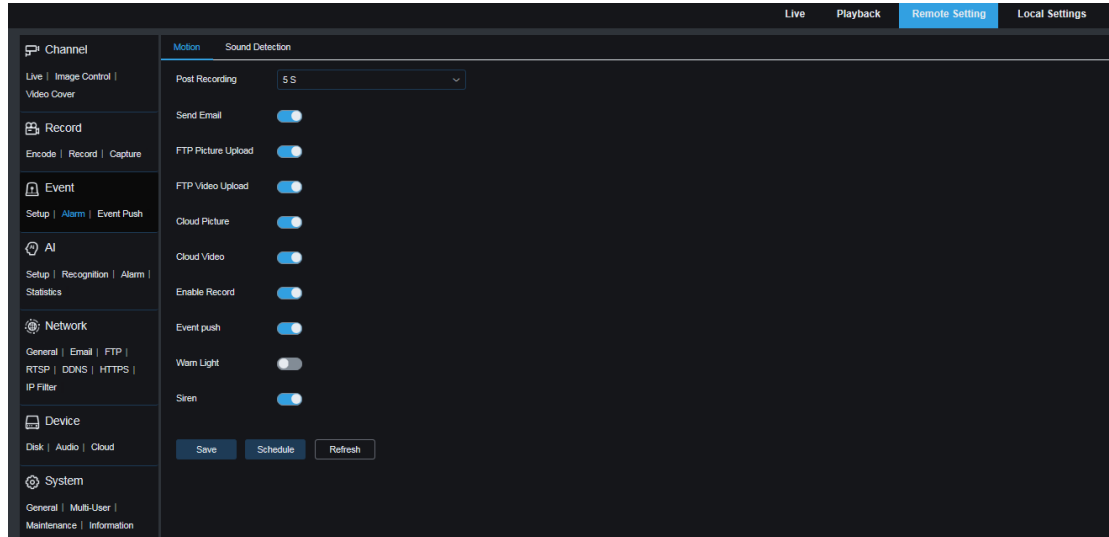 Live Playback Remote Setting Local Settings
Channel
Live | Image Control |
Video Cover
Record
Encode | Record | Capture
Event
Setup | Alarm | Event Push
AI
Setup | Recognition | Alarm |
Statistics
Network
General | Email | FTP |
RTSP | DDNS | HTTPS |
IP Filter
Device
Disk | Audio | Cloud
System
General | Multi-User |
Maintenance | Information
Motion Sound Detection
Post Recording 5 S
Send Email
FTP Picture Upload
FTP Video Upload
Cloud Picture
Cloud Video
Enable Record
Event push
Warn Light
Siren
Save Schedule Refresh